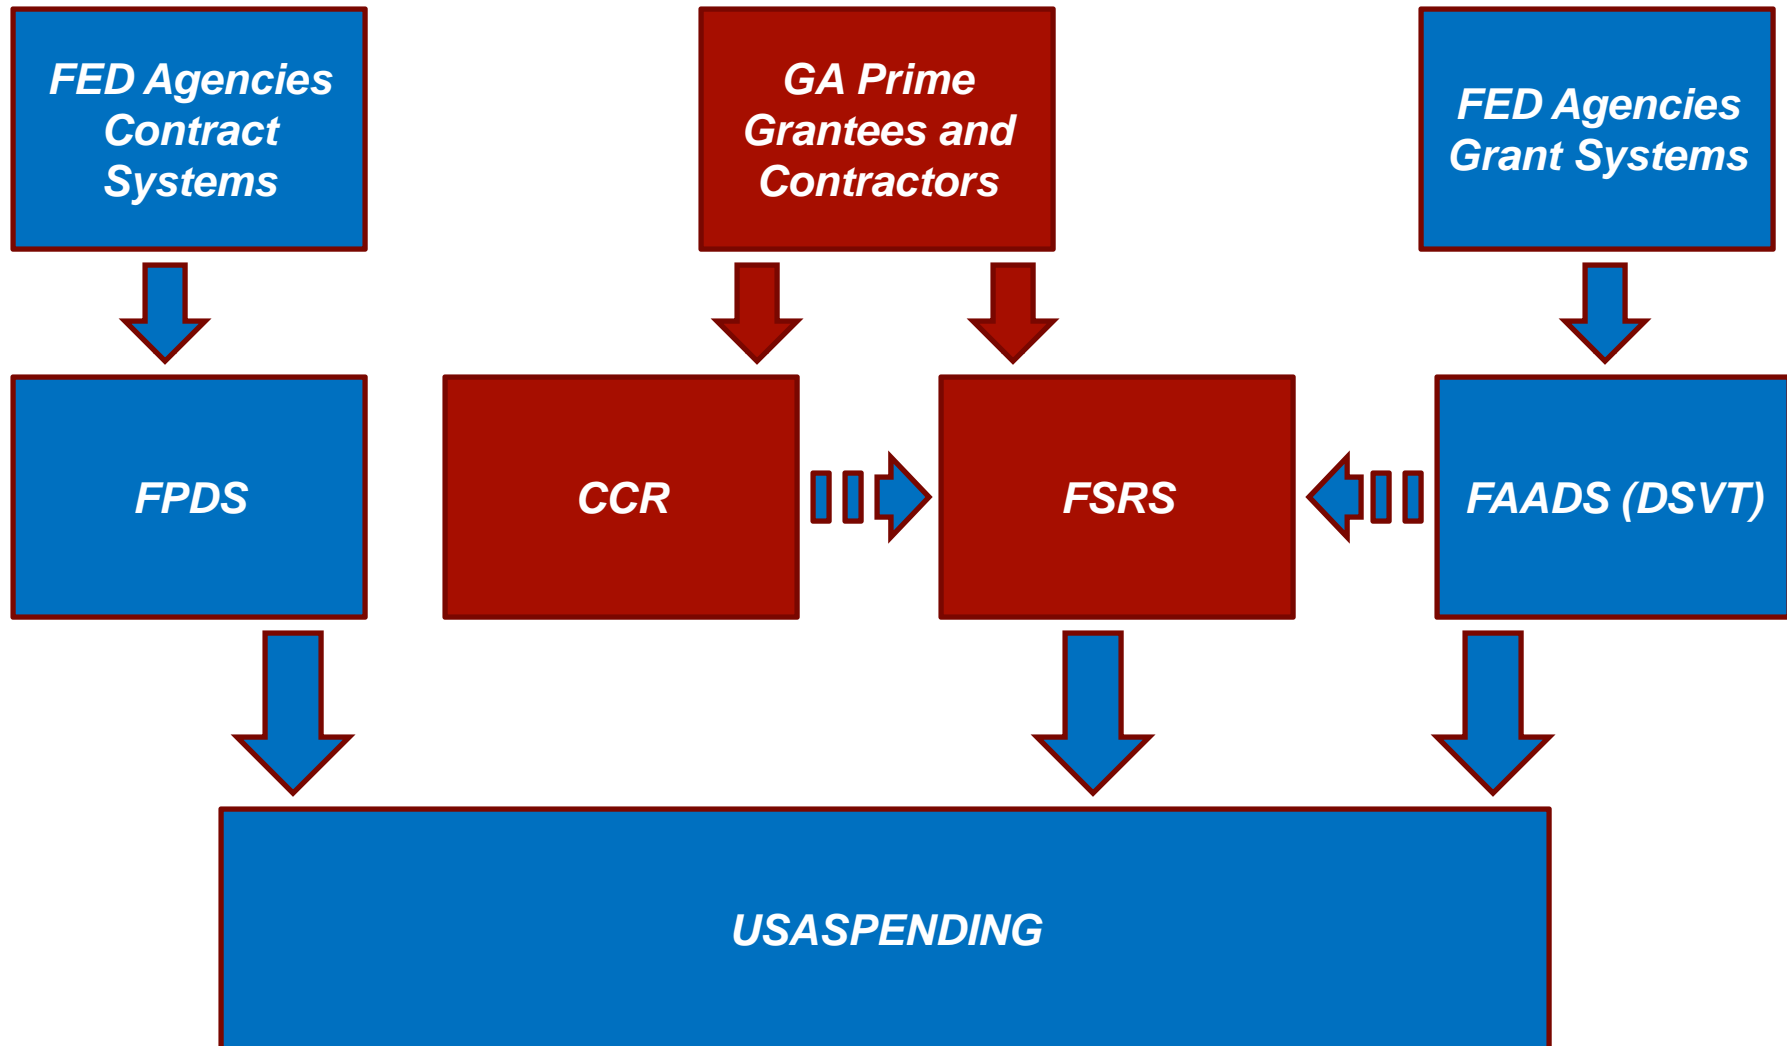 FED Agencies
Contract
Systems
GA Prime
Grantees and
Contractors
FED Agencies
Grant Systems
FPDS
CCR
FSRS
FAADS (DSVT)
USASPENDING